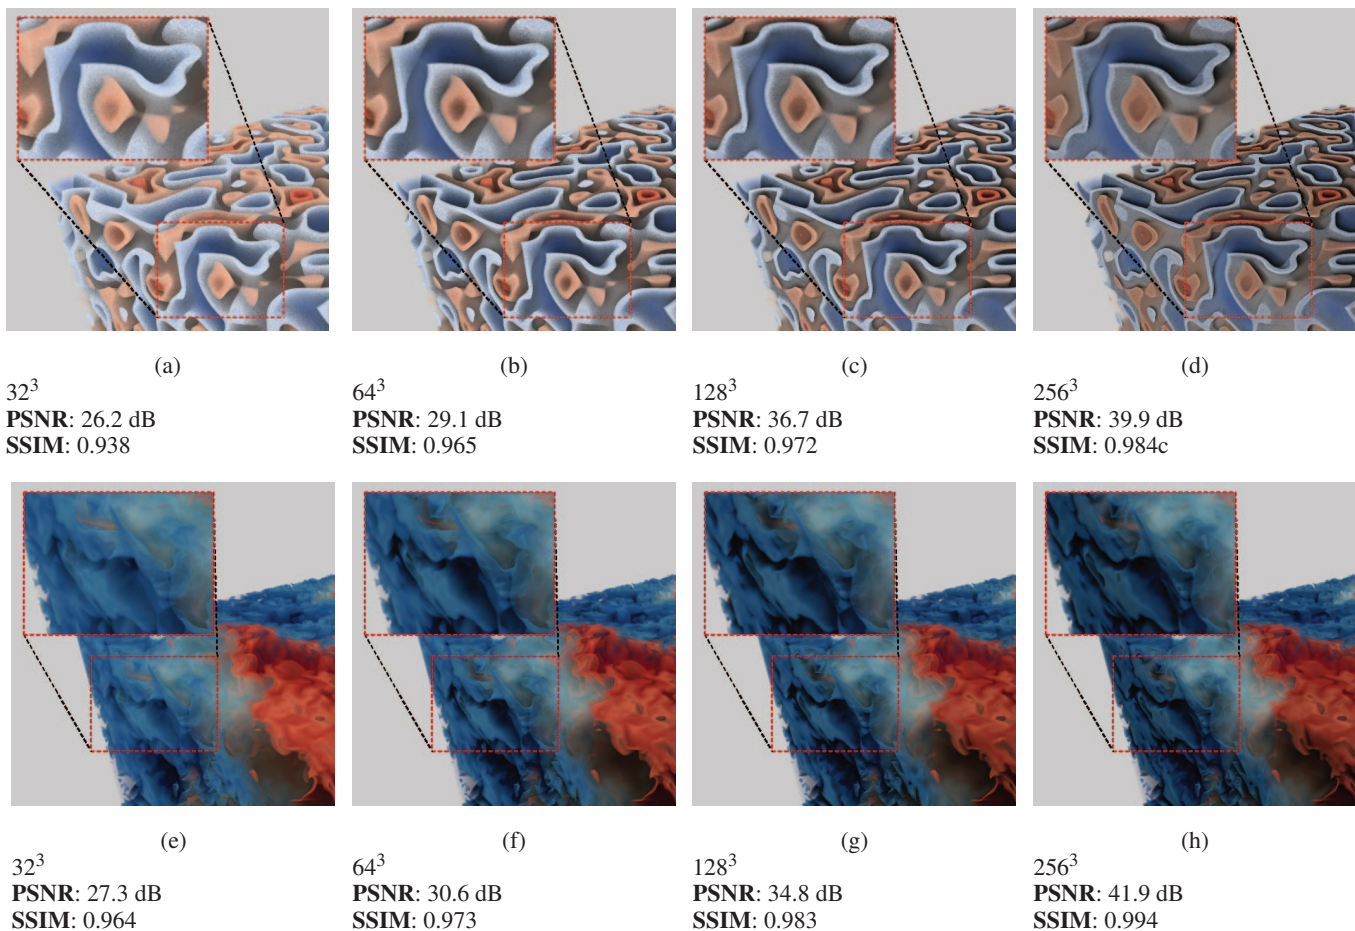 (a)
32³
PSNR: 26.2 dB
SSIM: 0.938
(b)
64³
PSNR: 29.1 dB
SSIM: 0.965
(c)
128³
PSNR: 36.7 dB
SSIM: 0.972
(d)
256³
PSNR: 39.9 dB
SSIM: 0.984c
(e)
32³
PSNR: 27.3 dB
SSIM: 0.964
(f)
64³
PSNR: 30.6 dB
SSIM: 0.973
(g)
128³
PSNR: 34.8 dB
SSIM: 0.983
(h)
256³
PSNR: 41.9 dB
SSIM: 0.994